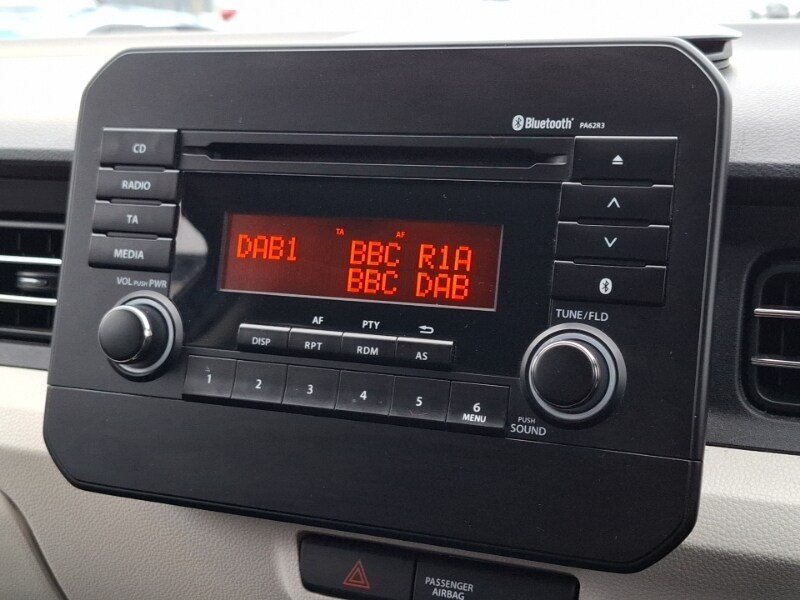 Bluetooth® PA62R3
CD
RADIO
TA
MEDIA
VOL PUSH PWR
TA AF
DAB1 BBC R1A
BBC DAB
TUNE/FLD
AF PTY
DISP RPT RDM AS
1 2 3 4 5 6
MENU
PUSH
SOUND
PASSENGER
AIRBAG